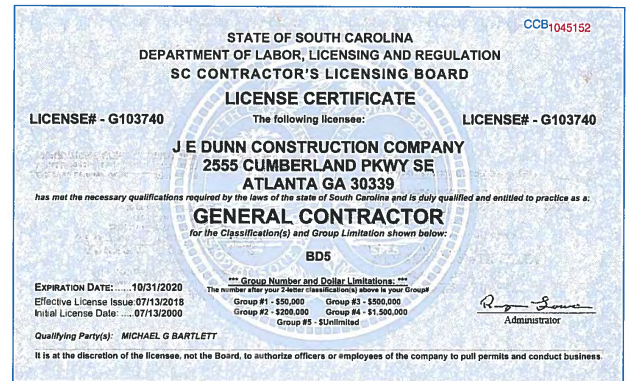 CCB1045152
STATE OF SOUTH CAROLINA
DEPARTMENT OF LABOR, LICENSING AND REGULATION
SC CONTRACTOR'S LICENSING BOARD
LICENSE CERTIFICATE
LICENSE# - G103740 The following licensee: LICENSE# - G103740
J E DUNN CONSTRUCTION COMPANY
2555 CUMBERLAND PKWY SE
ATLANTA GA 30339
has met the necessary qualifications required by the laws of the state of South Carolina and is duly qualified and entitled to practice as a:
GENERAL CONTRACTOR
for the Classification(s) and Group Limitation shown below:
BD5
*** Group Number and Dollar Limitations: ***
EXPIRATION DATE: .....10/31/2020 The number after your 2-letter classification(s) above is your Group#
Effective License Issue:07/13/2018 Group #1 - $50,000 Group #3 - $500,000
Initial License Date: ....07/13/2000 Group #2 - $200,000 Group #4 - $1,500,000
Group #5 - $Unlimited
Administrator
Qualifying Party(s): MICHAEL G BARTLETT
It is at the discretion of the licensee, not the Board, to authorize officers or employees of the company to pull permits and conduct business.